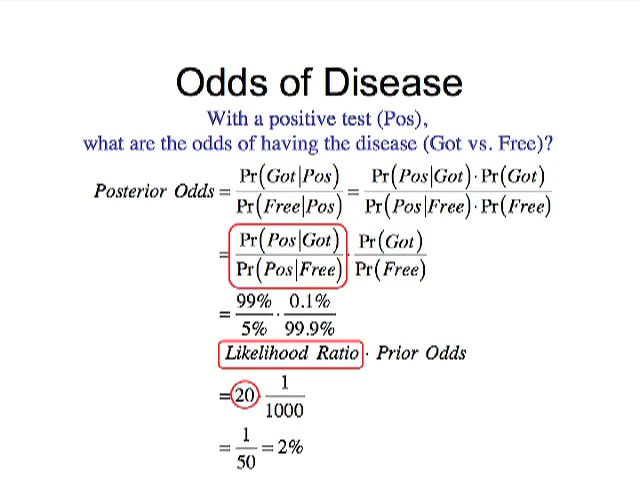 Odds of Disease
With a positive test (Pos),
what are the odds of having the disease (Got vs. Free)?
Posterior Odds = Pr(Got|Pos) / Pr(Free|Pos) = Pr(Pos|Got) · Pr(Got) / Pr(Pos|Free) · Pr(Free)
= Pr(Pos|Got) / Pr(Pos|Free) · Pr(Got) / Pr(Free)
= 99% / 5% · 0.1% / 99.9%
Likelihood Ratio · Prior Odds
= 20 · 1 / 1000
= 1 / 50 = 2%